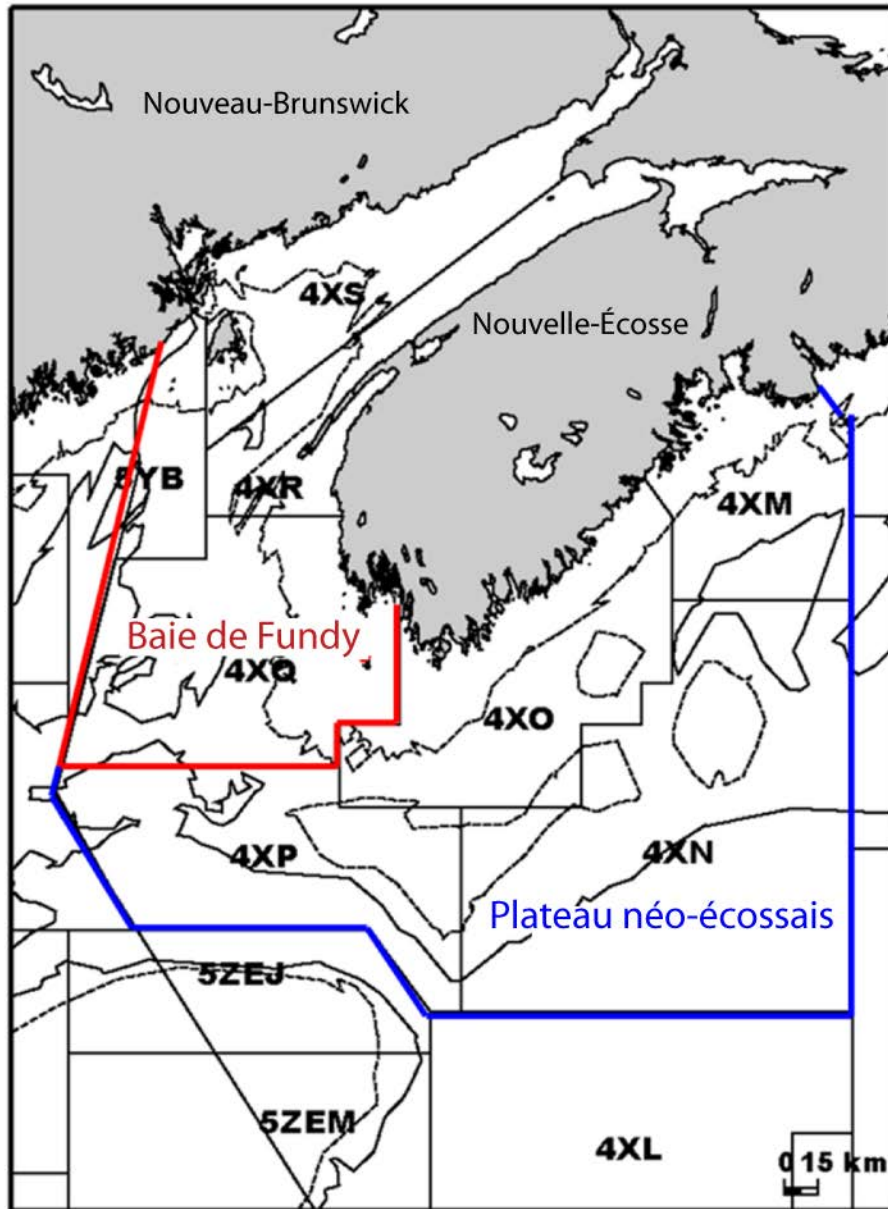 Nouveau-Brunswick
4XS
Nouvelle-Écosse
5YB
4XR
4XM
Baie de Fundy
4XQ
4XO
4XP
4XN
Plateau néo-écossais
5ZEJ
5ZEM
4XL
0 15 km